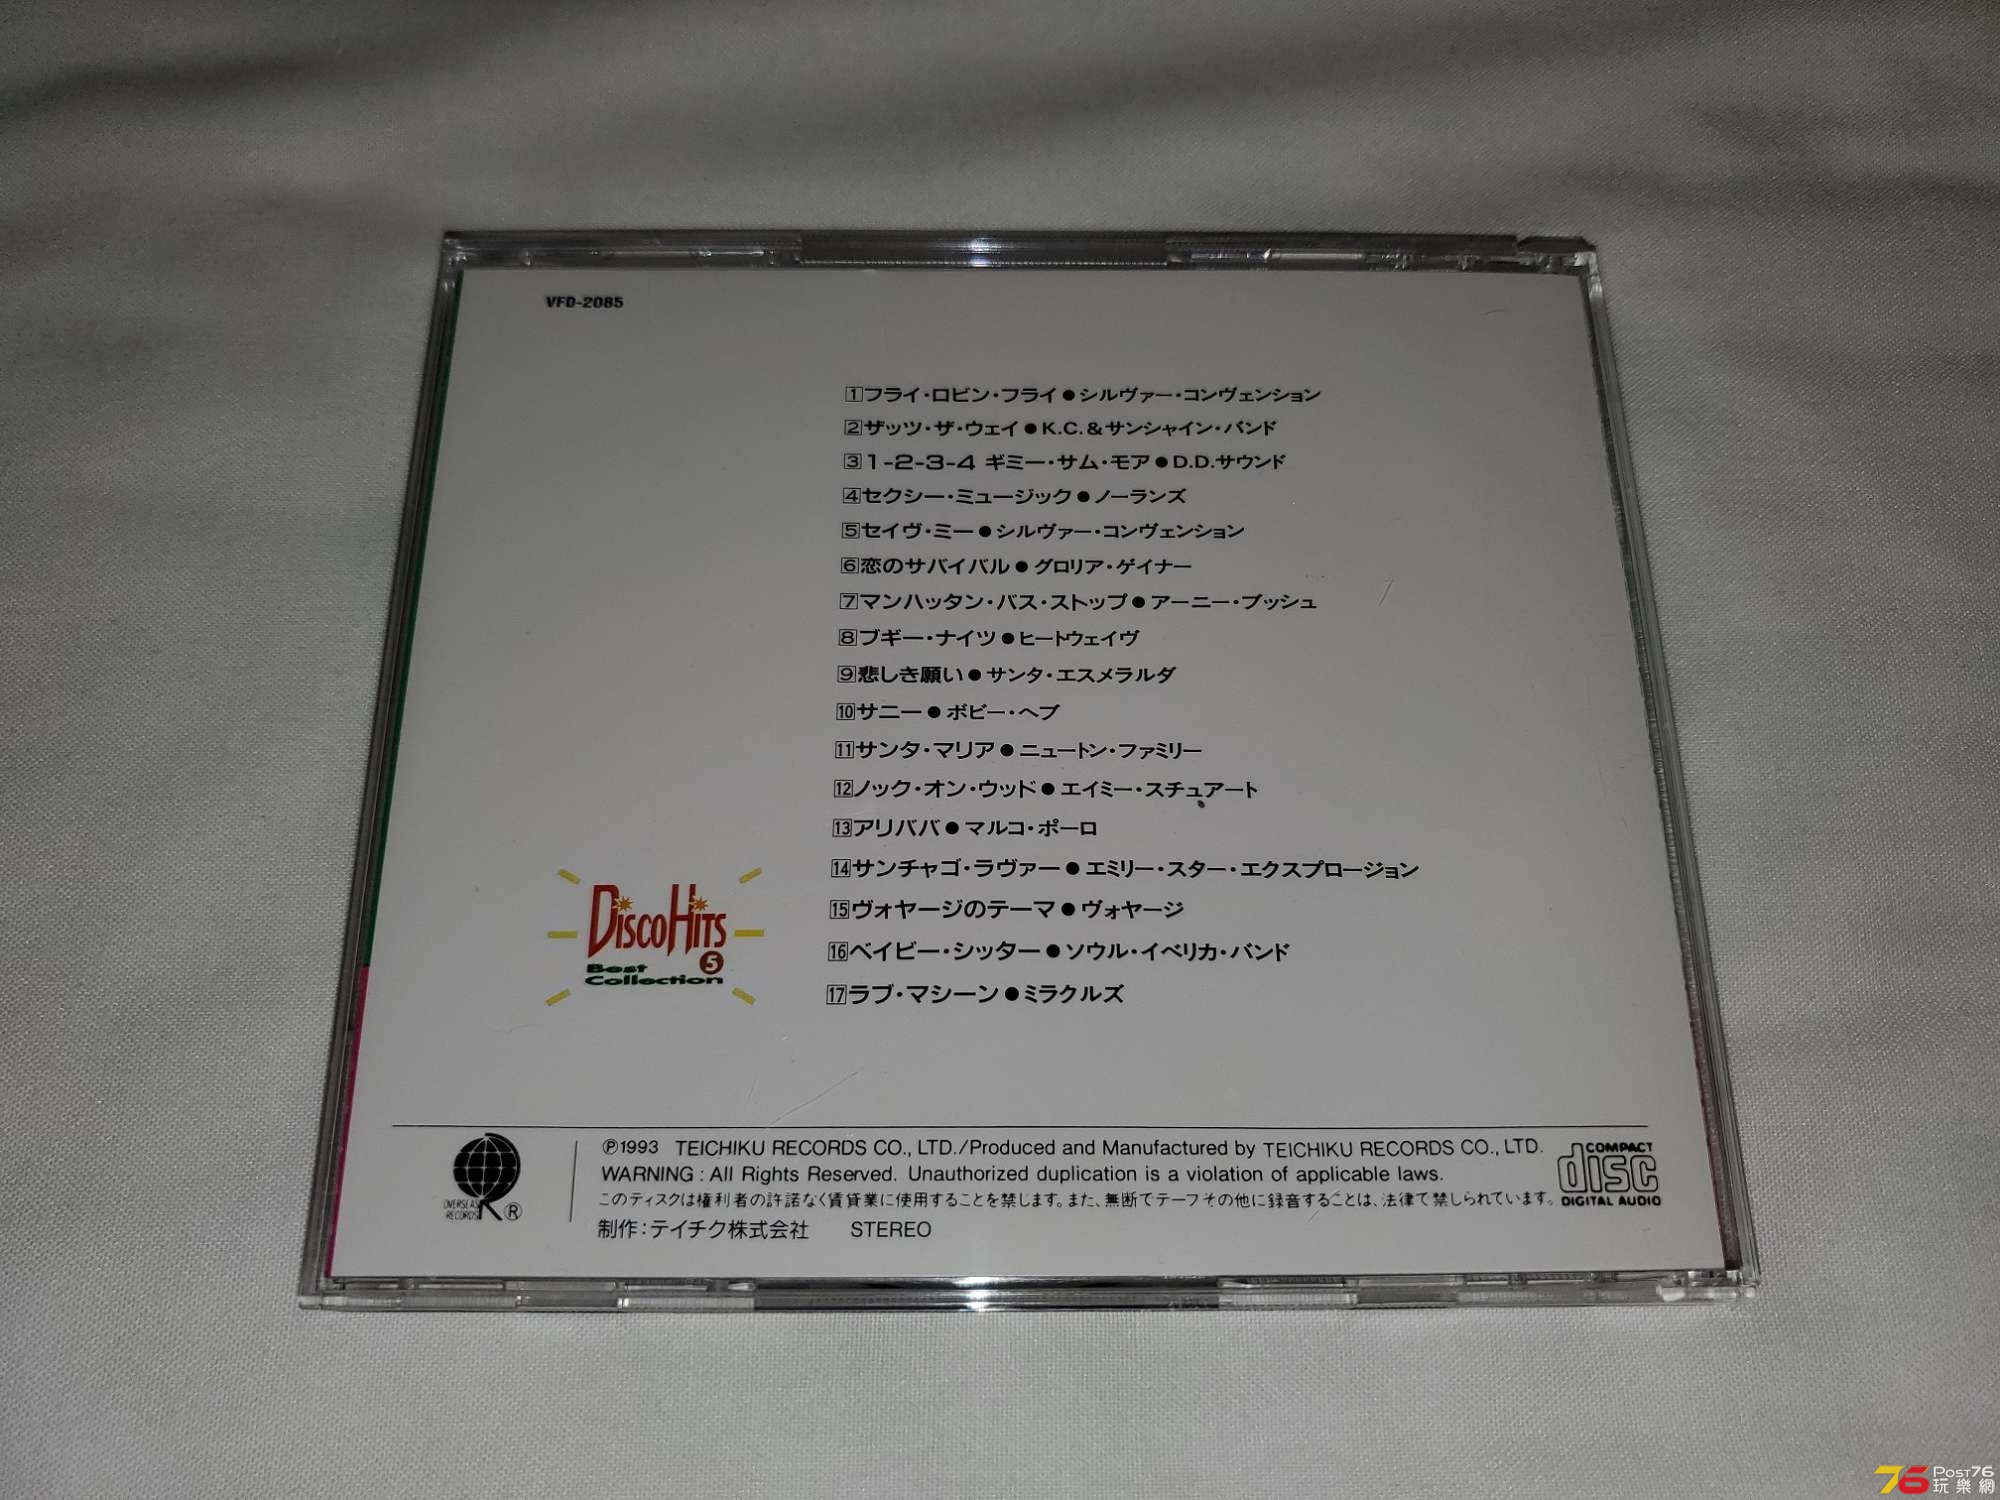 VFD-2085
1フライ・ロビン・フライ●シルヴァー・コンヴェンション
2ザッツ・ザ・ウェイ●K.C.&サンシャイン・バンド
31-2-3-4 ギミー・サム・モア●D.D.サウンド
4セクシー・ミュージック●ノーランズ
5セイヴ・ミー●シルヴァー・コンヴェンション
6恋のサバイバル●グロリア・ゲイナー
7マンハッタン・バス・ストップ●アーニー・ブッシュ
8ブギー・ナイツ●ヒートウェイヴ
9悲しき願い●サンタ・エスメラルダ
10サニー●ボビー・ヘブ
11サンタ・マリア●ニュートン・ファミリー
12ノック・オン・ウッド●エイミー・スチュアート
13アリババ●マルコ・ポーロ
14サンチャゴ・ラヴァー●エミリー・スター・エクスプロージョン
15ヴォヤージのテーマ●ヴォヤージ
16ベイビー・シッター●ソウル・イベリカ・バンド
17ラブ・マシーン●ミラクルズ
DISCO HITS
Best 5
Collection
℗1993 TEICHIKU RECORDS CO., LTD./Produced and Manufactured by TEICHIKU RECORDS CO., LTD.
WARNING : All Rights Reserved. Unauthorized duplication is a violation of applicable laws.
このディスクは権利者の許諾なく賃貸業に使用することを禁します。また、無断でテープその他に録音することは、法律で禁しられています。
制作：テイチク株式会社 STEREO
OVERSEAS
RECORDS ®
COMPACT
disc
DIGITAL AUDIO
76 POST76
玩樂網